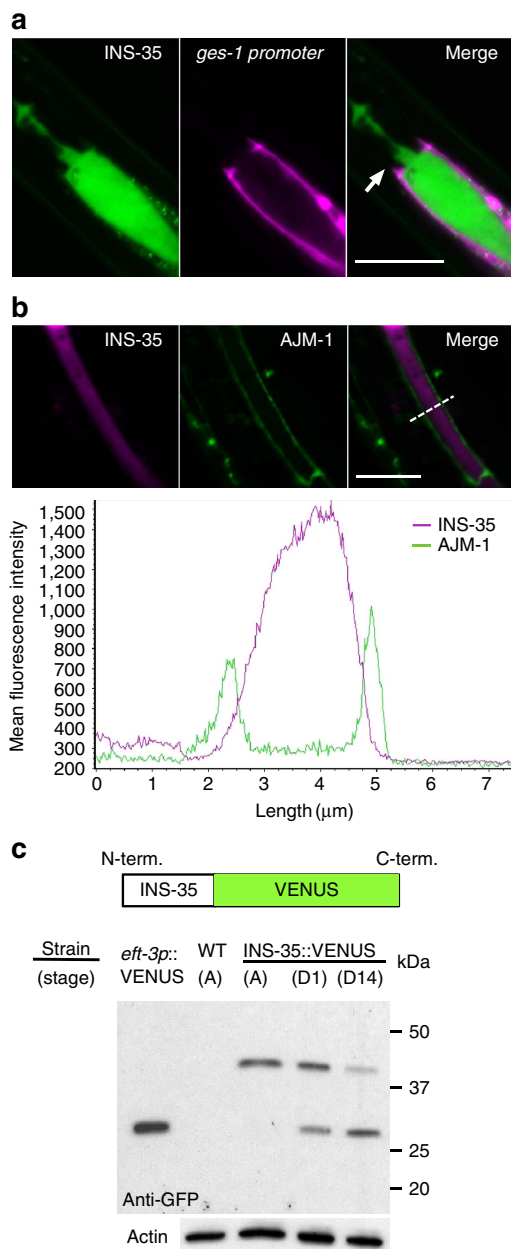 a
INS-35
ges-1 promoter
Merge
b
INS-35
AJM-1
Merge
Mean fluorescence intensity
1,500
1,400
1,300
1,200
1,100
1,000
900
800
700
600
500
400
300
200
INS-35
AJM-1
0 1 2 3 4 5 6 7
Length (μm)
c
N-term.
C-term.
INS-35
VENUS
Strain
(stage)
eft-3p::
VENUS
WT
(A)
INS-35::VENUS
(A) (D1) (D14)
kDa
50
37
25
20
Anti-GFP
Actin